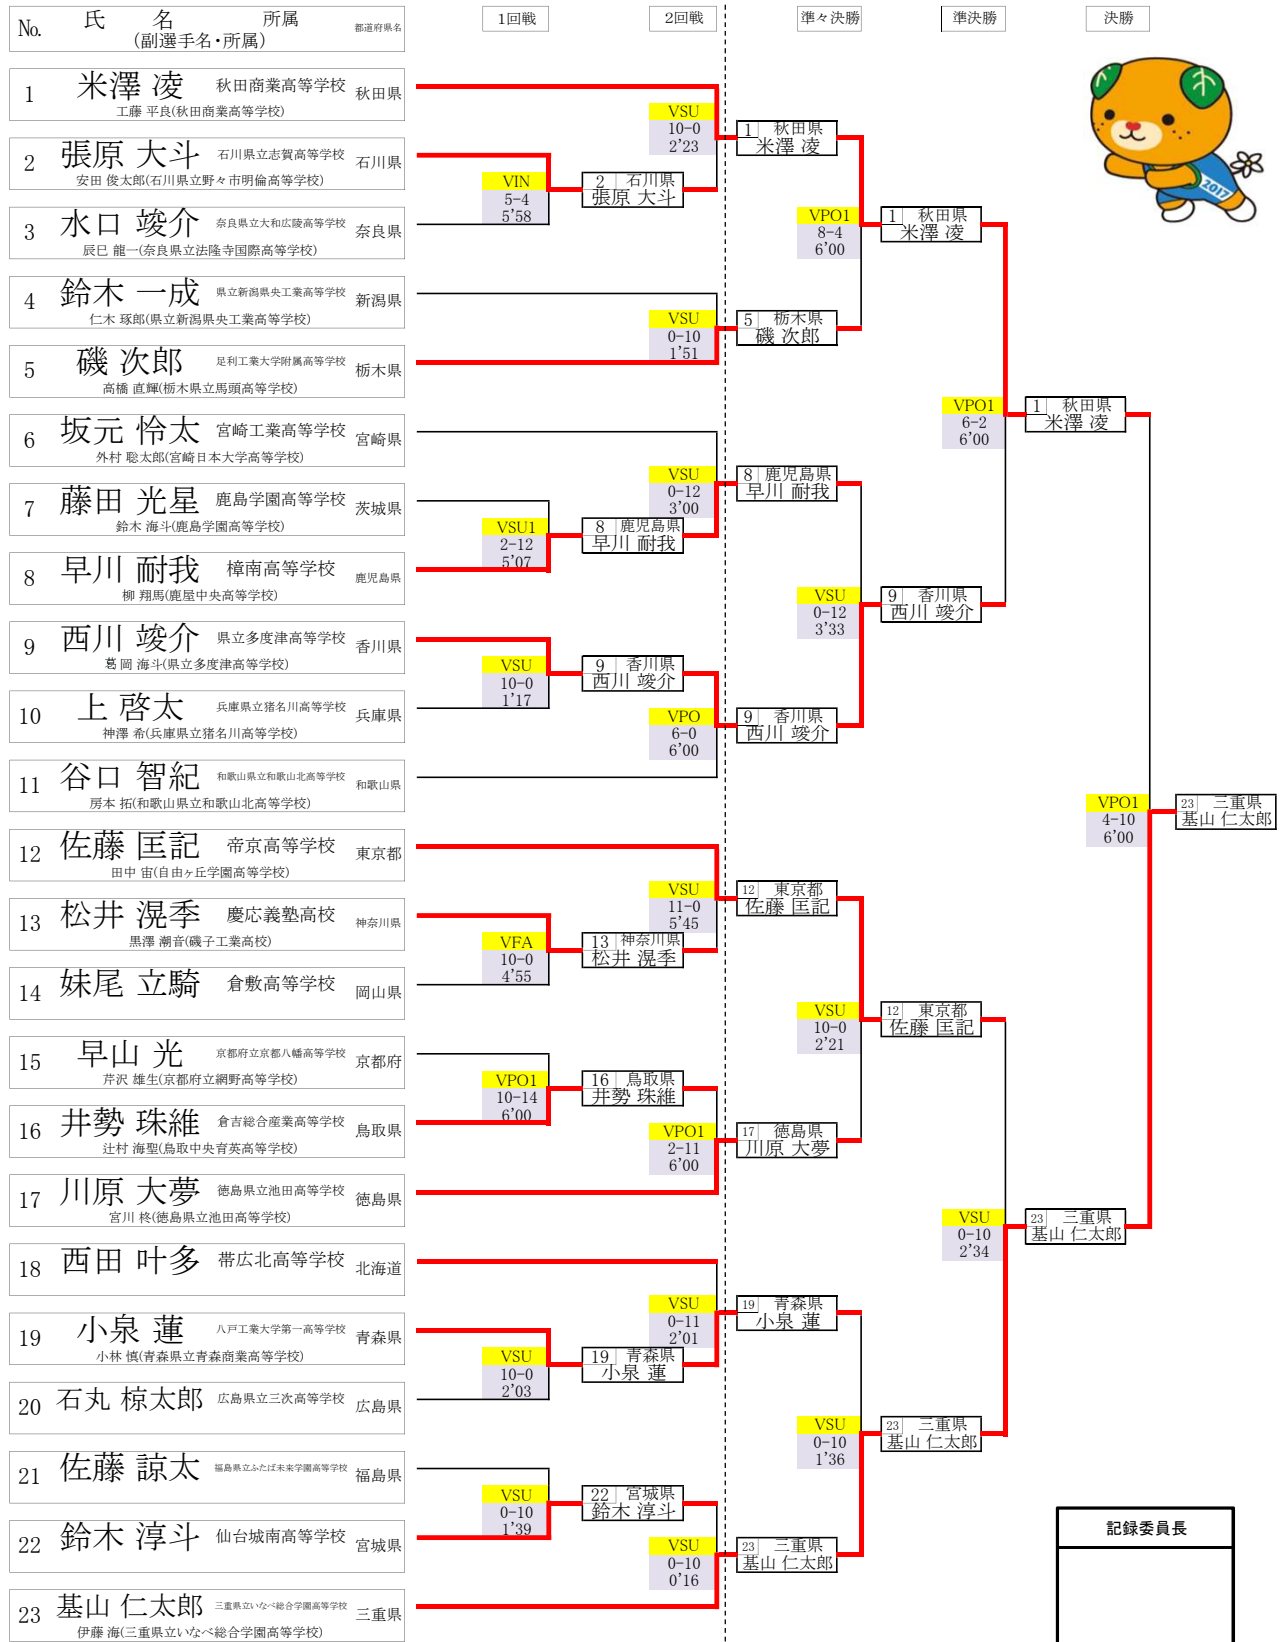 No. 氏 名 所属 都道府県名
(副選手名・所属)
1回戦 2回戦 準々決勝 準決勝 決勝
1 米澤 凌 秋田商業高等学校 秋田県
工藤 平良(秋田商業高等学校)
2 張原 大斗 石川県立志賀高等学校 石川県
安田 俊太郎(石川県立野々市明倫高等学校)
3 水口 竣介 奈良県立大和広陵高等学校 奈良県
辰巳 龍一(奈良県立法隆寺国際高等学校)
4 鈴木 一成 県立新潟県央工業高等学校 新潟県
仁木 琢郎(県立新潟県央工業高等学校)
5 磯 次郎 足利工業大学附属高等学校 栃木県
高橋 直輝(栃木県立馬頭高等学校)
6 坂元 怜太 宮崎工業高等学校 宮崎県
外村 聡太郎(宮崎日本大学高等学校)
7 藤田 光星 鹿島学園高等学校 茨城県
鈴木 海斗(鹿島学園高等学校)
8 早川 耐我 樟南高等学校 鹿児島県
柳 翔馬(鹿屋中央高等学校)
9 西川 竣介 県立多度津高等学校 香川県
葛岡 海斗(県立多度津高等学校)
10 上 啓太 兵庫県立猪名川高等学校 兵庫県
神澤 希(兵庫県立猪名川高等学校)
11 谷口 智紀 和歌山県立和歌山北高等学校 和歌山県
房本 拓(和歌山県立和歌山北高等学校)
12 佐藤 匡記 帝京高等学校 東京都
田中 宙(自由ヶ丘学園高等学校)
13 松井 滉季 慶応義塾高校 神奈川県
黒澤 潮音(磯子工業高校)
14 妹尾 立騎 倉敷高等学校 岡山県
15 早山 光 京都府立京都八幡高等学校 京都府
芹沢 雄生(京都府立網野高等学校)
16 井勢 珠維 倉吉総合産業高等学校 鳥取県
辻村 海聖(鳥取中央育英高等学校)
17 川原 大夢 徳島県立池田高等学校 徳島県
宮川 柊(徳島県立池田高等学校)
18 西田 叶多 帯広北高等学校 北海道
19 小泉 蓮 八戸工業大学第一高等学校 青森県
小林 慎(青森県立青森商業高等学校)
20 石丸 椋太郎 広島県立三次高等学校 広島県
21 佐藤 諒太 福島県立ふたば未来学園高等学校 福島県
22 鈴木 淳斗 仙台城南高等学校 宮城県
23 基山 仁太郎 三重県立いなべ総合学園高等学校 三重県
伊藤 海(三重県立いなべ総合学園高等学校)
VIN
5-4
5'58
2 石川県
張原 大斗
VSU1
2-12
5'07
8 鹿児島県
早川 耐我
VSU
10-0
1'17
9 香川県
西川 竣介
VFA
10-0
4'55
13 神奈川県
松井 滉季
VPO1
10-14
6'00
16 鳥取県
井勢 珠維
VSU
10-0
2'03
19 青森県
小泉 蓮
VSU
0-10
1'39
22 宮城県
鈴木 淳斗
VSU
10-0
2'23
1 秋田県
米澤 凌
VSU
0-10
1'51
5 栃木県
磯 次郎
VSU
0-12
3'00
8 鹿児島県
早川 耐我
VPO
6-0
6'00
9 香川県
西川 竣介
VSU
11-0
5'45
12 東京都
佐藤 匡記
VPO1
2-11
6'00
17 徳島県
川原 大夢
VSU
0-11
2'01
19 青森県
小泉 蓮
VSU
0-10
0'16
23 三重県
基山 仁太郎
VPO1
8-4
6'00
1 秋田県
米澤 凌
VSU
0-12
3'33
9 香川県
西川 竣介
VSU
10-0
2'21
12 東京都
佐藤 匡記
VSU
0-10
1'36
23 三重県
基山 仁太郎
VPO1
6-2
6'00
1 秋田県
米澤 凌
VSU
0-10
2'34
23 三重県
基山 仁太郎
VPO1
4-10
6'00
23 三重県
基山 仁太郎
2017
記録委員長